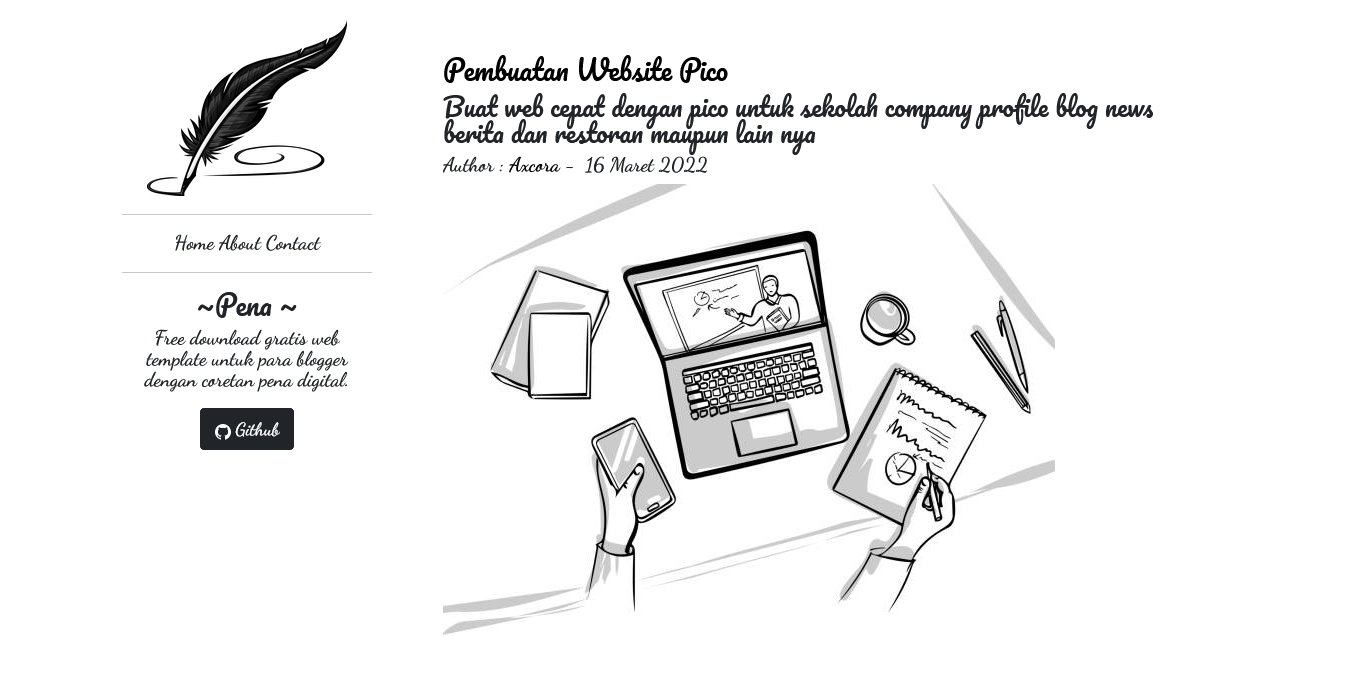 Home About Contact
~Pena ~
Free download gratis web
template untuk para blogger
dengan coretan pena digital.
Github
Pembuatan Website Pico
Buat web cepat dengan pico untuk sekolah company profile blog news
berita dan restoran maupun lain nya
Author : Axcora - 16 Maret 2022